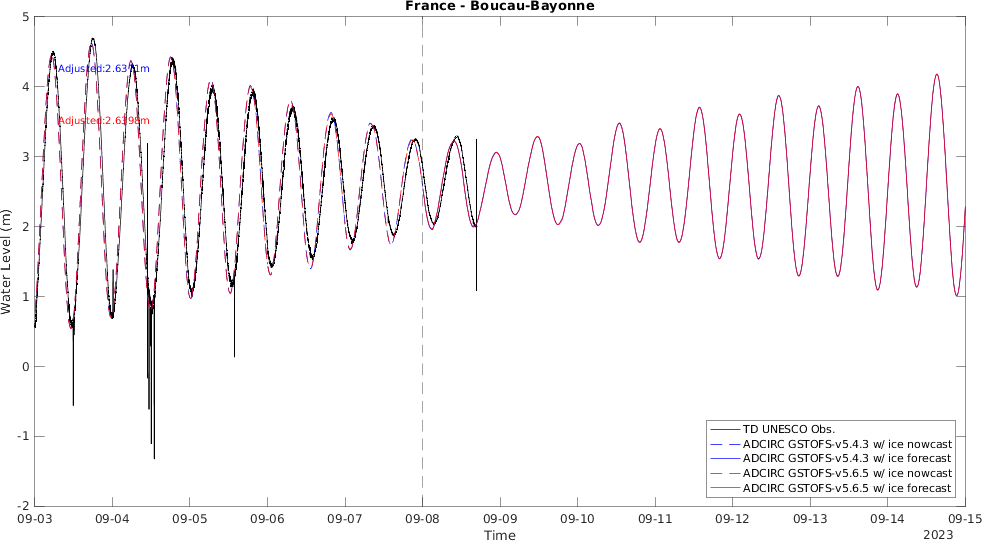 France - Boucau-Bayonne
Water Level (m)
5
4
3
2
1
0
-1
-2
Adjusted:2.6371m
Adjusted:2.6398m
TD UNESCO Obs.
ADCIRC GSTOFS-v5.4.3 w/ ice nowcast
ADCIRC GSTOFS-v5.4.3 w/ ice forecast
ADCIRC GSTOFS-v5.6.5 w/ ice nowcast
ADCIRC GSTOFS-v5.6.5 w/ ice forecast
09-03 09-04 09-05 09-06 09-07 09-08 09-09 09-10 09-11 09-12 09-13 09-14 09-15
Time
2023